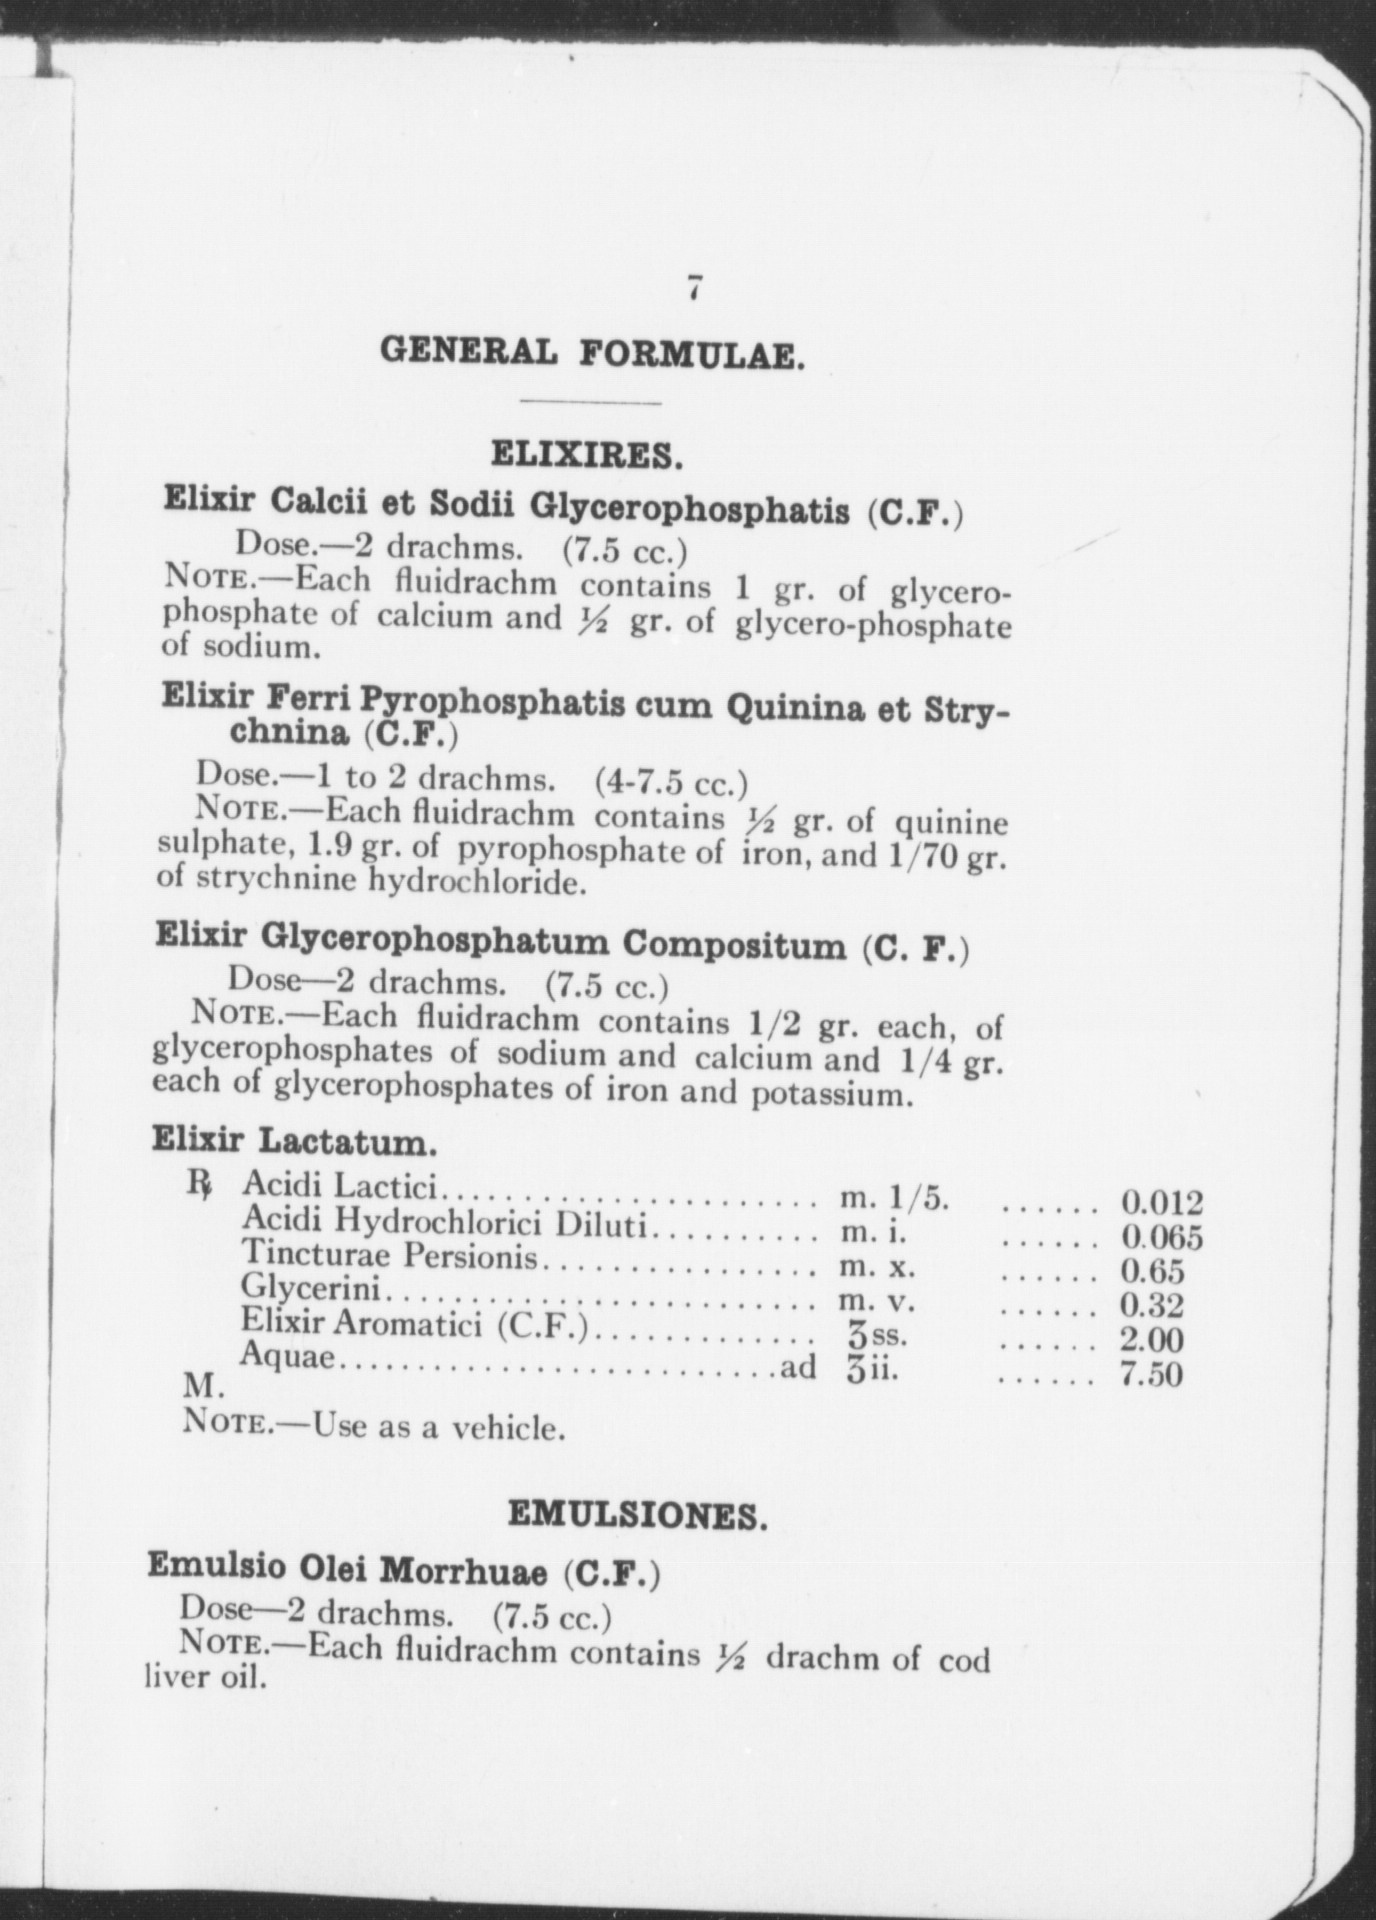 7
GENERAL FORMULAE.
ELIXIRES.
Elixir Calcii et Sodii Glycerophosphatis (C.F.)
Dose.—2 drachms. (7.5 cc.)
NOTE.—Each fluidrachm contains 1 gr. of glycero-
phosphate of calcium and ½ gr. of glycero-phosphate
of sodium.
Elixir Ferri Pyrophosphatis cum Quinina et Stry-
chnina (C.F.)
Dose.—1 to 2 drachms. (4-7.5 cc.)
NOTE.—Each fluidrachm contains ½ gr. of quinine
sulphate, 1.9 gr. of pyrophosphate of iron, and 1/70 gr.
of strychnine hydrochloride.
Elixir Glycerophosphatum Compositum (C. F.)
Dose—2 drachms. (7.5 cc.)
NOTE.—Each fluidrachm contains 1/2 gr. each, of
glycerophosphates of sodium and calcium and 1/4 gr.
each of glycerophosphates of iron and potassium.
Elixir Lactatum.
℞ Acidi Lactici........................ m. 1/5. ...... 0.012
Acidi Hydrochlorici Diluti........... m. i. ...... 0.065
Tincturae Persionis.................. m. x. ...... 0.65
Glycerini............................ m. v. ...... 0.32
Elixir Aromatici (C.F.).............. ʒss. ...... 2.00
Aquae............................ad ʒii. ...... 7.50
M.
NOTE.—Use as a vehicle.
EMULSIONES.
Emulsio Olei Morrhuae (C.F.)
Dose—2 drachms. (7.5 cc.)
NOTE.—Each fluidrachm contains ½ drachm of cod
liver oil.